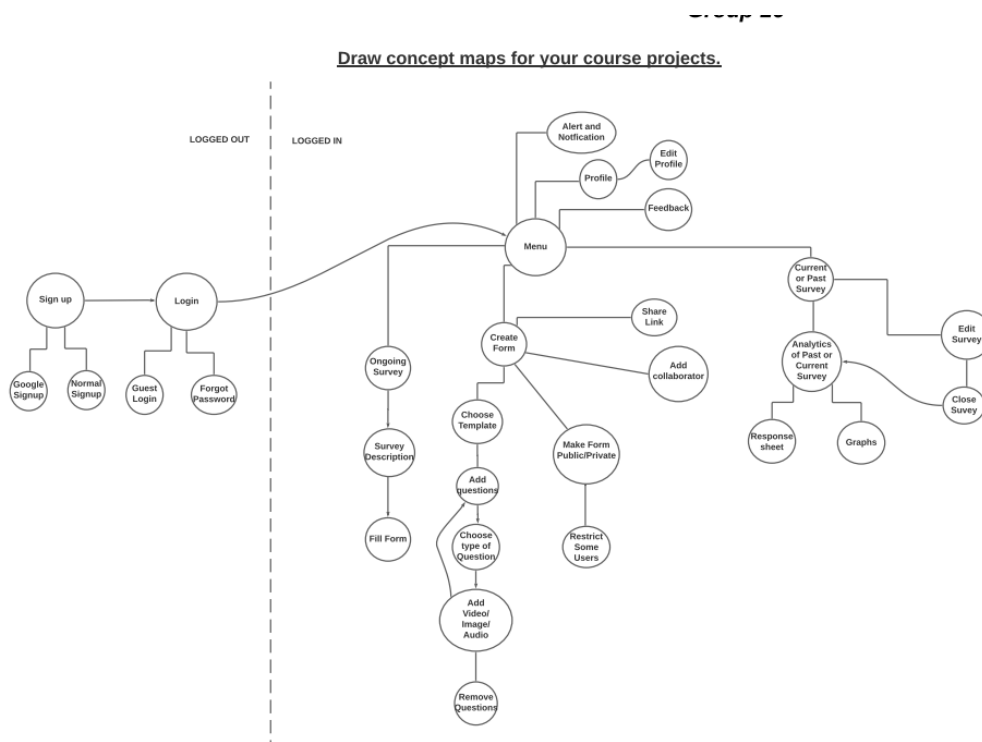 Draw concept maps for your course projects.
LOGGED OUT
LOGGED IN
Alert and
Notfication
Edit
Profile
Profile
Feedback
Menu
Current
or Past
Survey
Sign up
Login
Share
Link
Create
Form
Edit
Survey
Analytics
of Past or
Current
Survey
Ongoing
Survey
Add
collaborator
Google
Signup
Normal
Signup
Guest
Login
Forgot
Password
Close
Suvey
Choose
Template
Response
sheet
Graphs
Survey
Description
Make Form
Public/Private
Add
questions
Fill Form
Choose
type of
Question
Restrict
Some
Users
Add
Video/
Image/
Audio
Remove
Questions